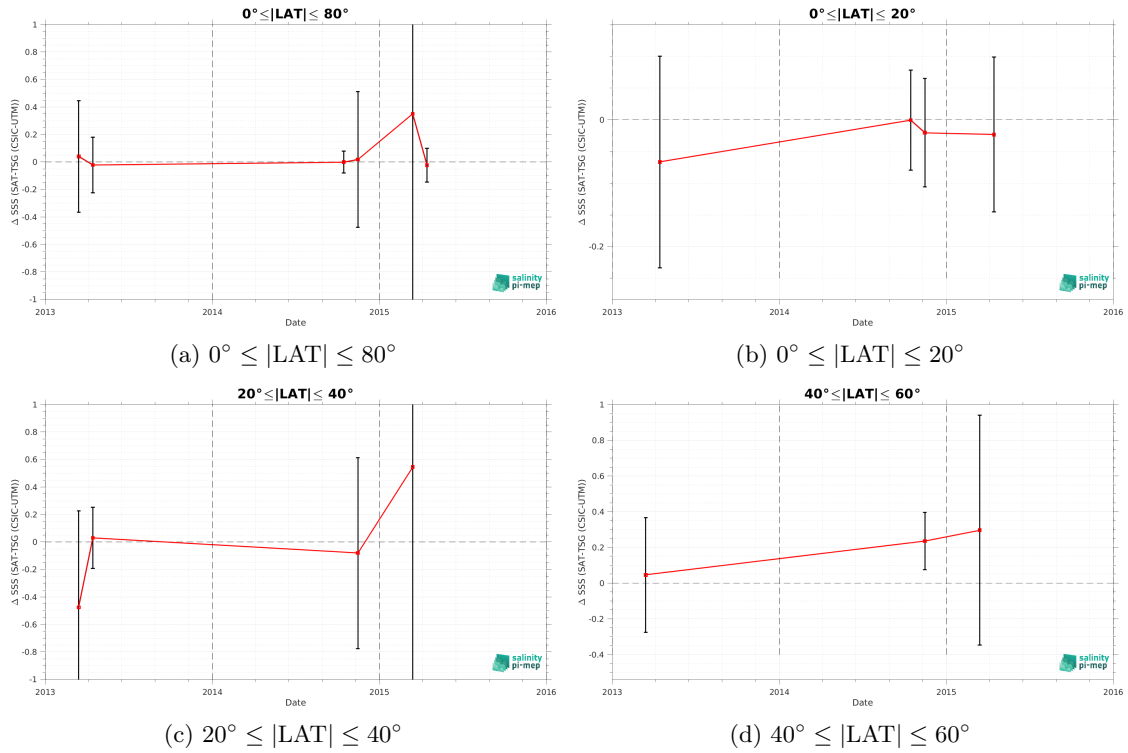 0°≤|LAT|≤ 80°
Δ SSS (SAT-TSG (CSIC-UTM))
1
0.8
0.6
0.4
0.2
0
-0.2
-0.4
-0.6
-0.8
-1
2013
2014
2015
2016
Date
salinity
pi-mep
(a) 0° ≤ |LAT| ≤ 80°
0°≤|LAT|≤ 20°
Δ SSS (SAT-TSG (CSIC-UTM))
0
-0.2
2013
2014
2015
2016
Date
salinity
pi-mep
(b) 0° ≤ |LAT| ≤ 20°
20°≤|LAT|≤ 40°
Δ SSS (SAT-TSG (CSIC-UTM))
1
0.8
0.6
0.4
0.2
0
-0.2
-0.4
-0.6
-0.8
-1
2013
2014
2015
2016
Date
salinity
pi-mep
(c) 20° ≤ |LAT| ≤ 40°
40°≤|LAT|≤ 60°
Δ SSS (SAT-TSG (CSIC-UTM))
1
0.8
0.6
0.4
0.2
0
-0.2
-0.4
2013
2014
2015
2016
Date
salinity
pi-mep
(d) 40° ≤ |LAT| ≤ 60°